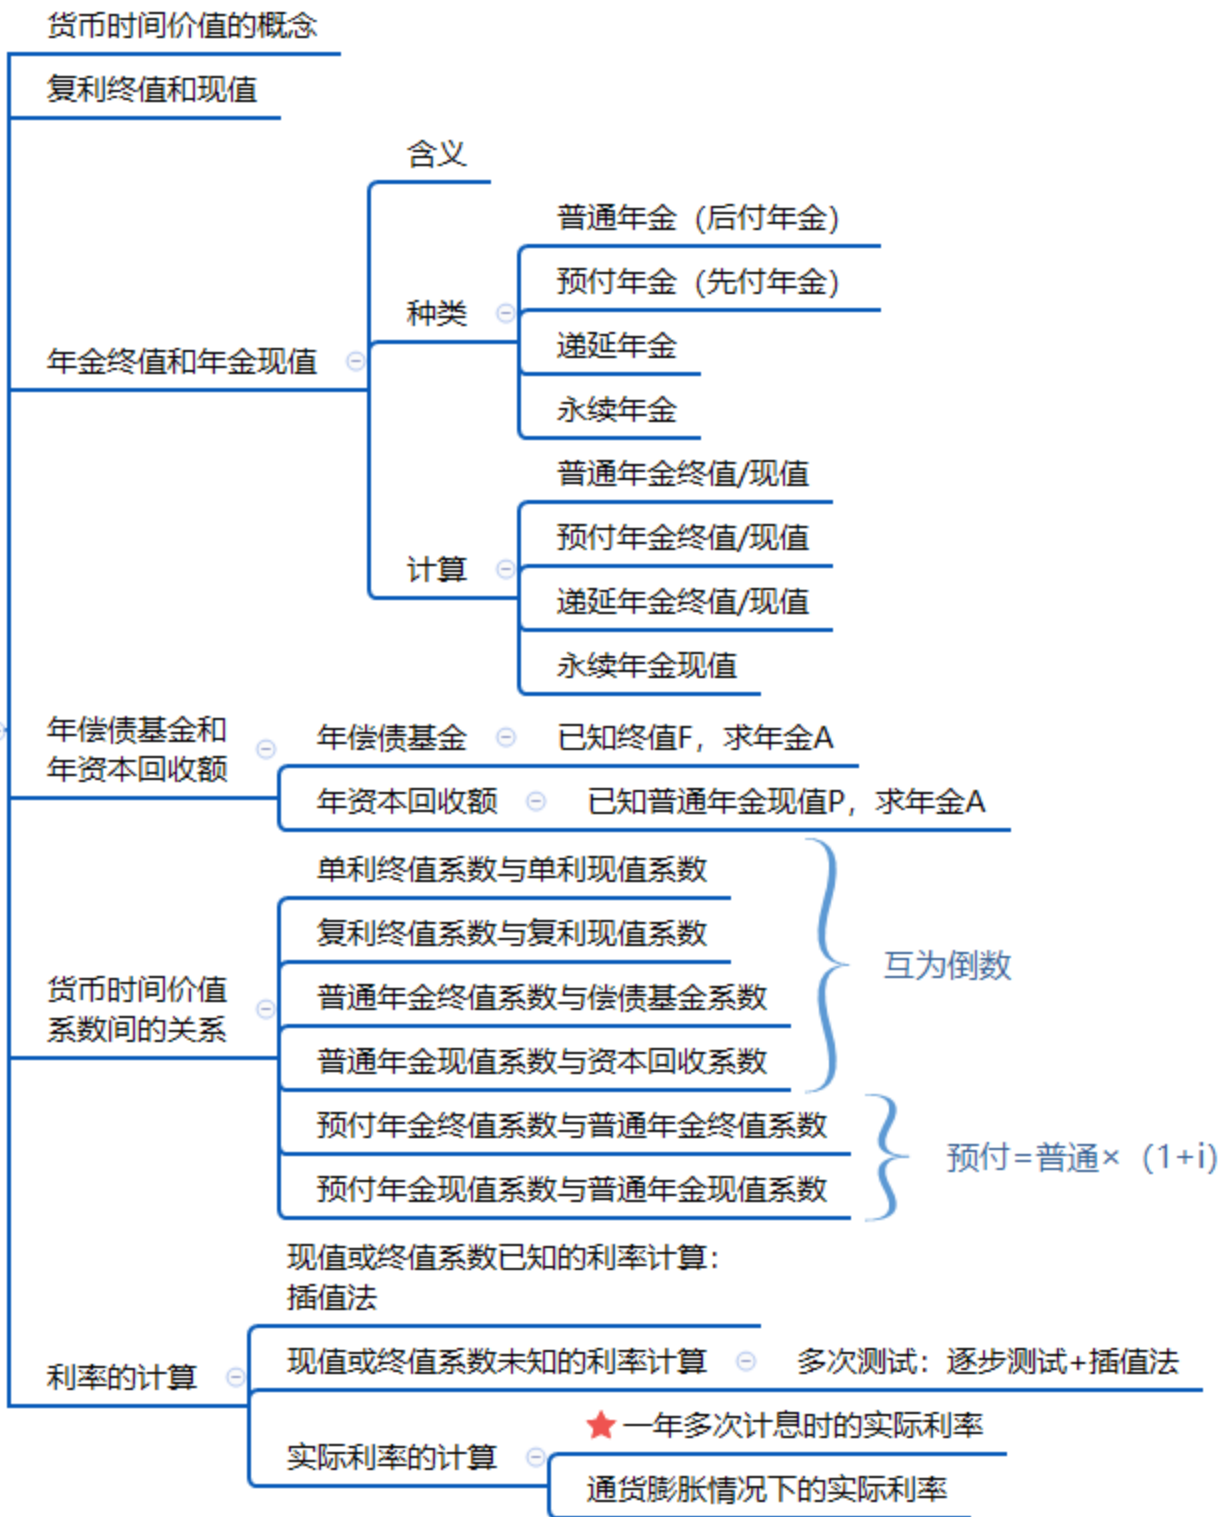 货币时间价值的概念
复利终值和现值
含义
普通年金（后付年金）
预付年金（先付年金）
种类
递延年金
年金终值和年金现值
永续年金
普通年金终值/现值
预付年金终值/现值
计算
递延年金终值/现值
永续年金现值
年偿债基金和
年资本回收额
年偿债基金
已知终值F，求年金A
年资本回收额
已知普通年金现值P，求年金A
单利终值系数与单利现值系数
复利终值系数与复利现值系数
互为倒数
货币时间价值
系数间的关系
普通年金终值系数与偿债基金系数
普通年金现值系数与资本回收系数
预付年金终值系数与普通年金终值系数
预付=普通×（1+i）
预付年金现值系数与普通年金现值系数
现值或终值系数已知的利率计算：
插值法
利率的计算
现值或终值系数未知的利率计算
多次测试：逐步测试+插值法
实际利率的计算
一年多次计息时的实际利率
通货膨胀情况下的实际利率